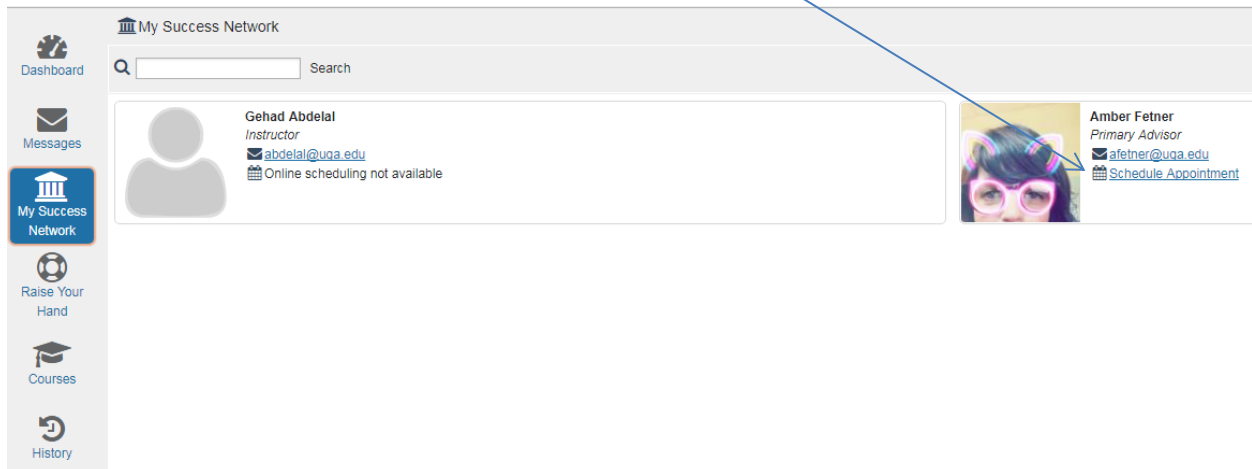 My Success Network
Dashboard
Search
Messages
Gehad Abdelal
Instructor
abdelal@uga.edu
Online scheduling not available
Amber Fetner
Primary Advisor
afetner@uga.edu
Schedule Appointment
My Success
Network
Raise Your
Hand
Courses
History